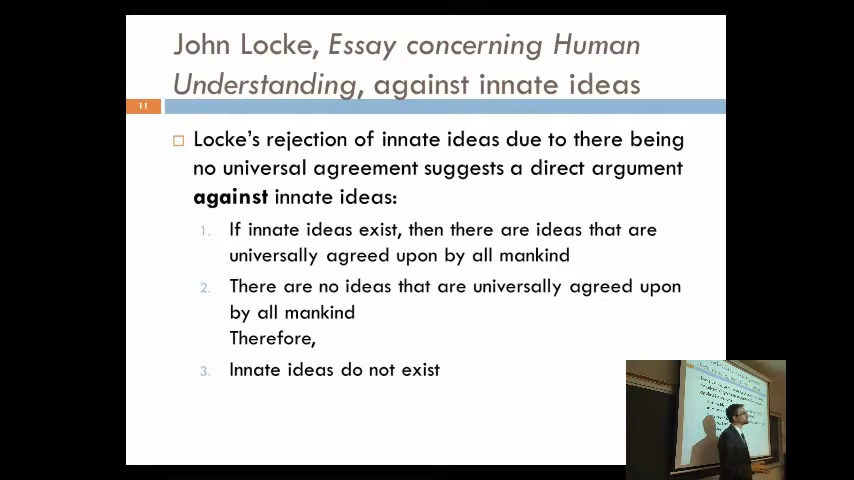 John Locke, Essay concerning Human
Understanding, against innate ideas
11
Locke's rejection of innate ideas due to there being
no universal agreement suggests a direct argument
against innate ideas:
1. If innate ideas exist, then there are ideas that are
universally agreed upon by all mankind
2. There are no ideas that are universally agreed upon
by all mankind
Therefore,
3. Innate ideas do not exist